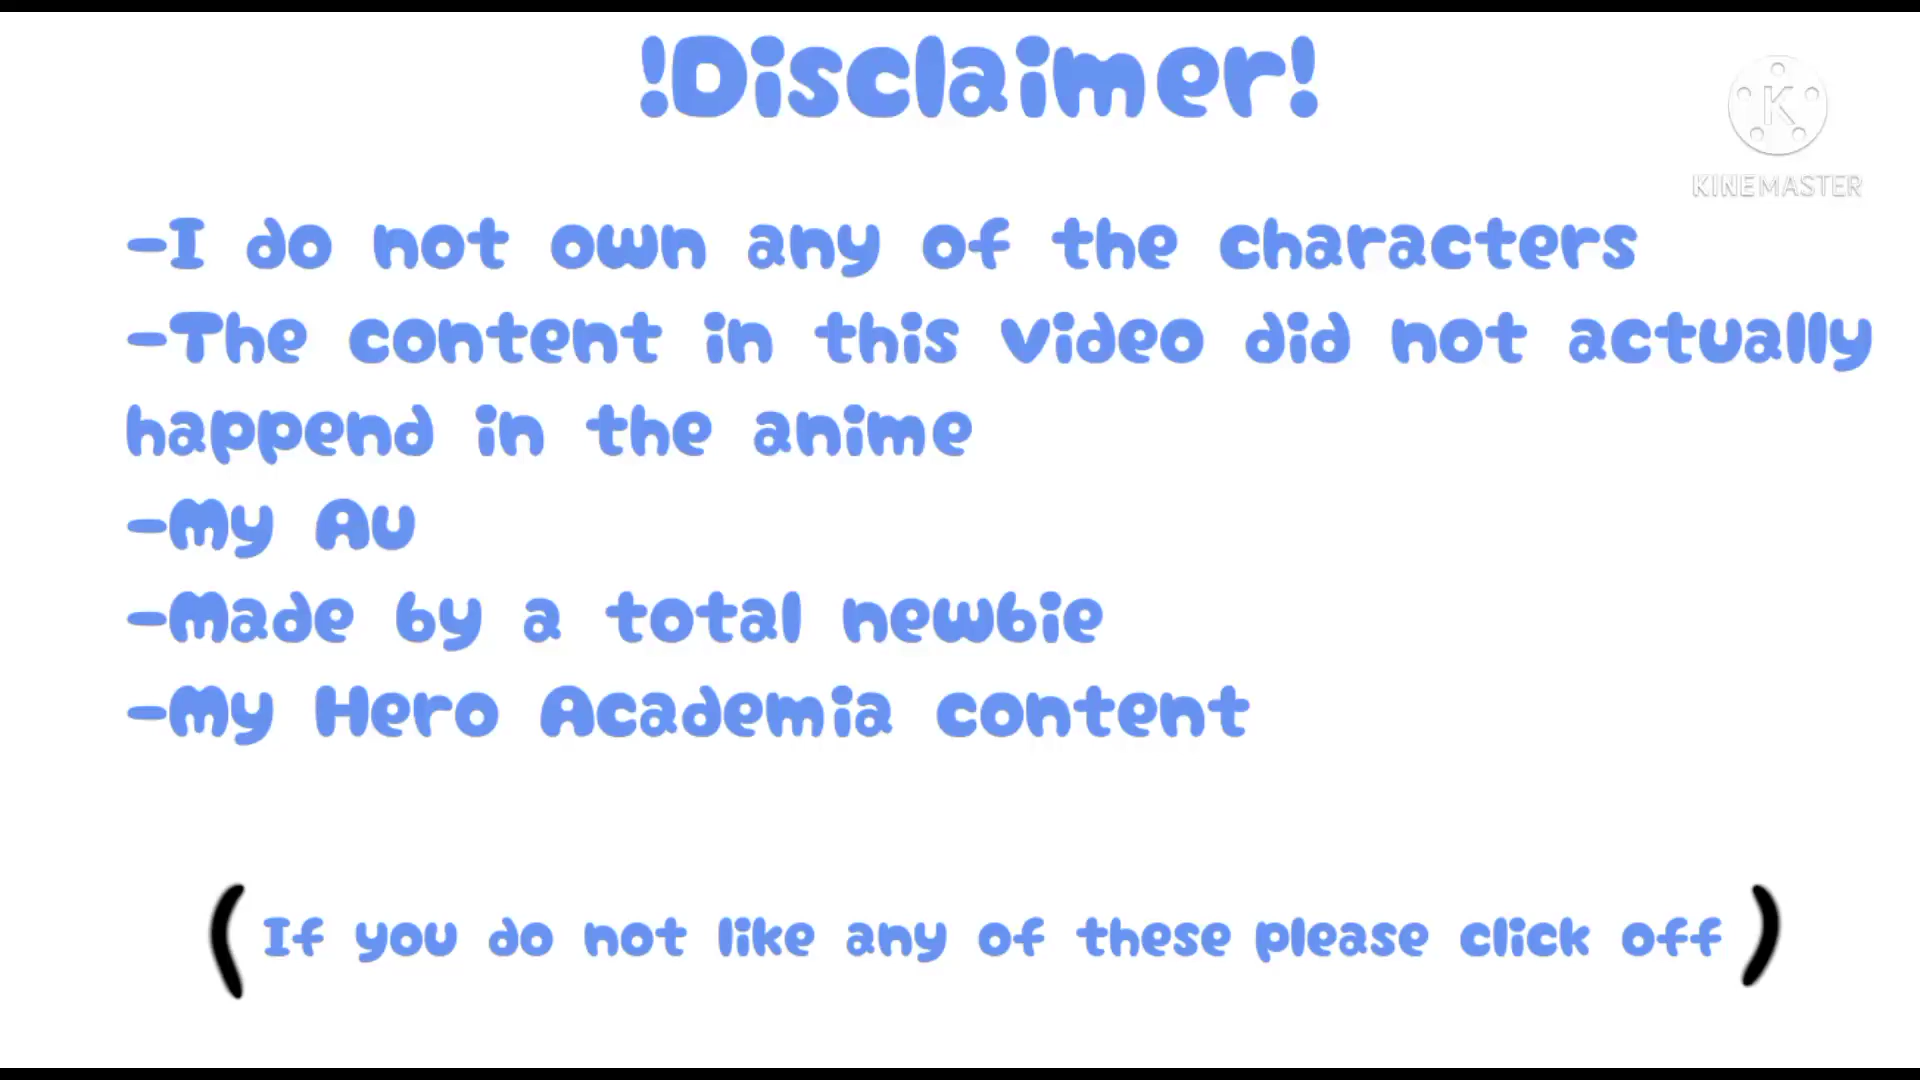 !Disclaimer!
K
KINEMASTER
-I do not own any of the characters
-The content in this video did not actually
happend in the anime
-My Au
-Made by a total newbie
-My Hero Academia content
(If you do not like any of these please click off)